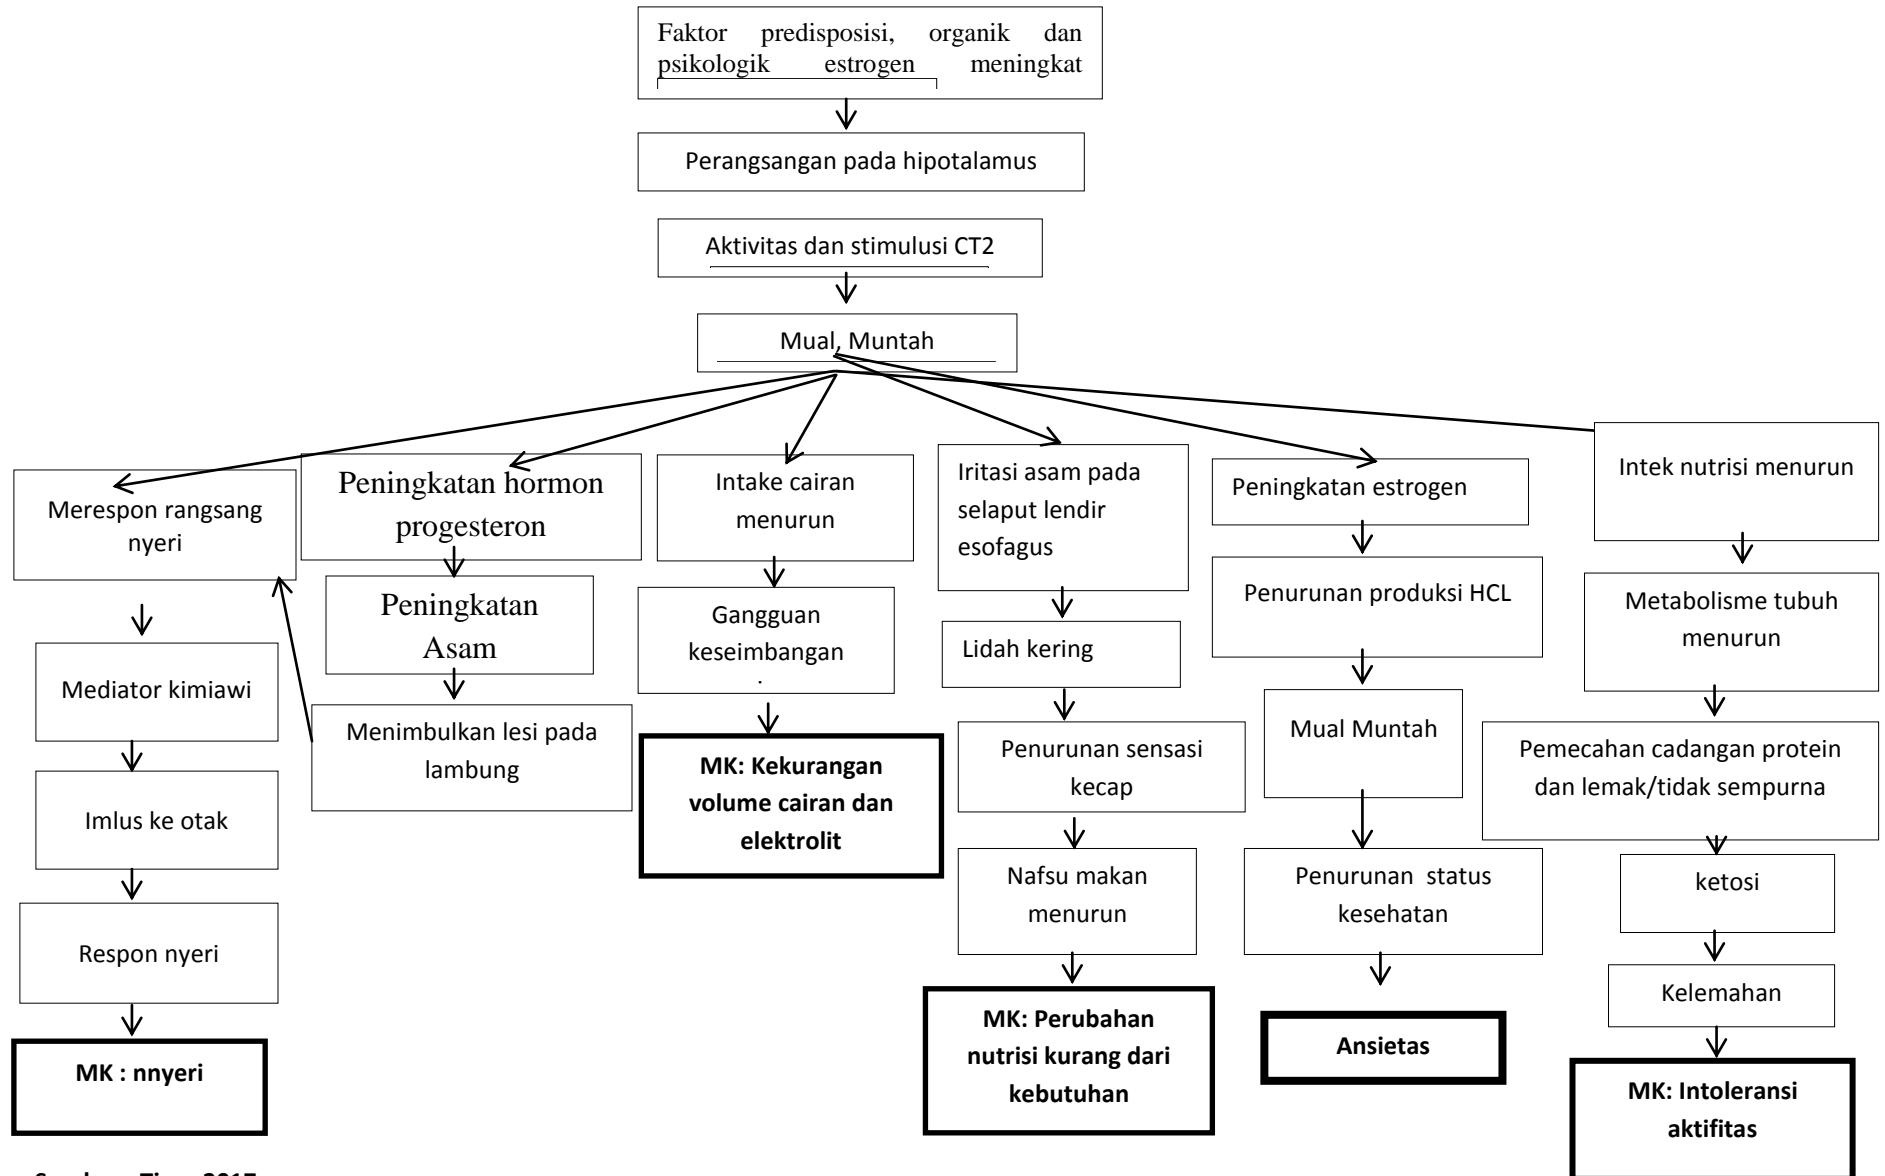 Faktor predisposisi, organik dan
psikologik estrogen meningkat
Perangsangan pada hipotalamus
Aktivitas dan stimulusi CT2
Mual, Muntah
Merespon rangsang
nyeri
Mediator kimiawi
Imlus ke otak
Respon nyeri
MK : nnyeri
Peningkatan hormon
progesteron
Peningkatan
Asam
Menimbulkan lesi pada
lambung
Intake cairan
menurun
Gangguan
keseimbangan
.
MK: Kekurangan
volume cairan dan
elektrolit
Iritasi asam pada
selaput lendir
esofagus
Lidah kering
Penurunan sensasi
kecap
Nafsu makan
menurun
MK: Perubahan
nutrisi kurang dari
kebutuhan
Peningkatan estrogen
Penurunan produksi HCL
Mual Muntah
Penurunan status
kesehatan
Ansietas
Intek nutrisi menurun
Metabolisme tubuh
menurun
Pemecahan cadangan protein
dan lemak/tidak sempurna
ketosi
Kelemahan
MK: Intoleransi
aktifitas